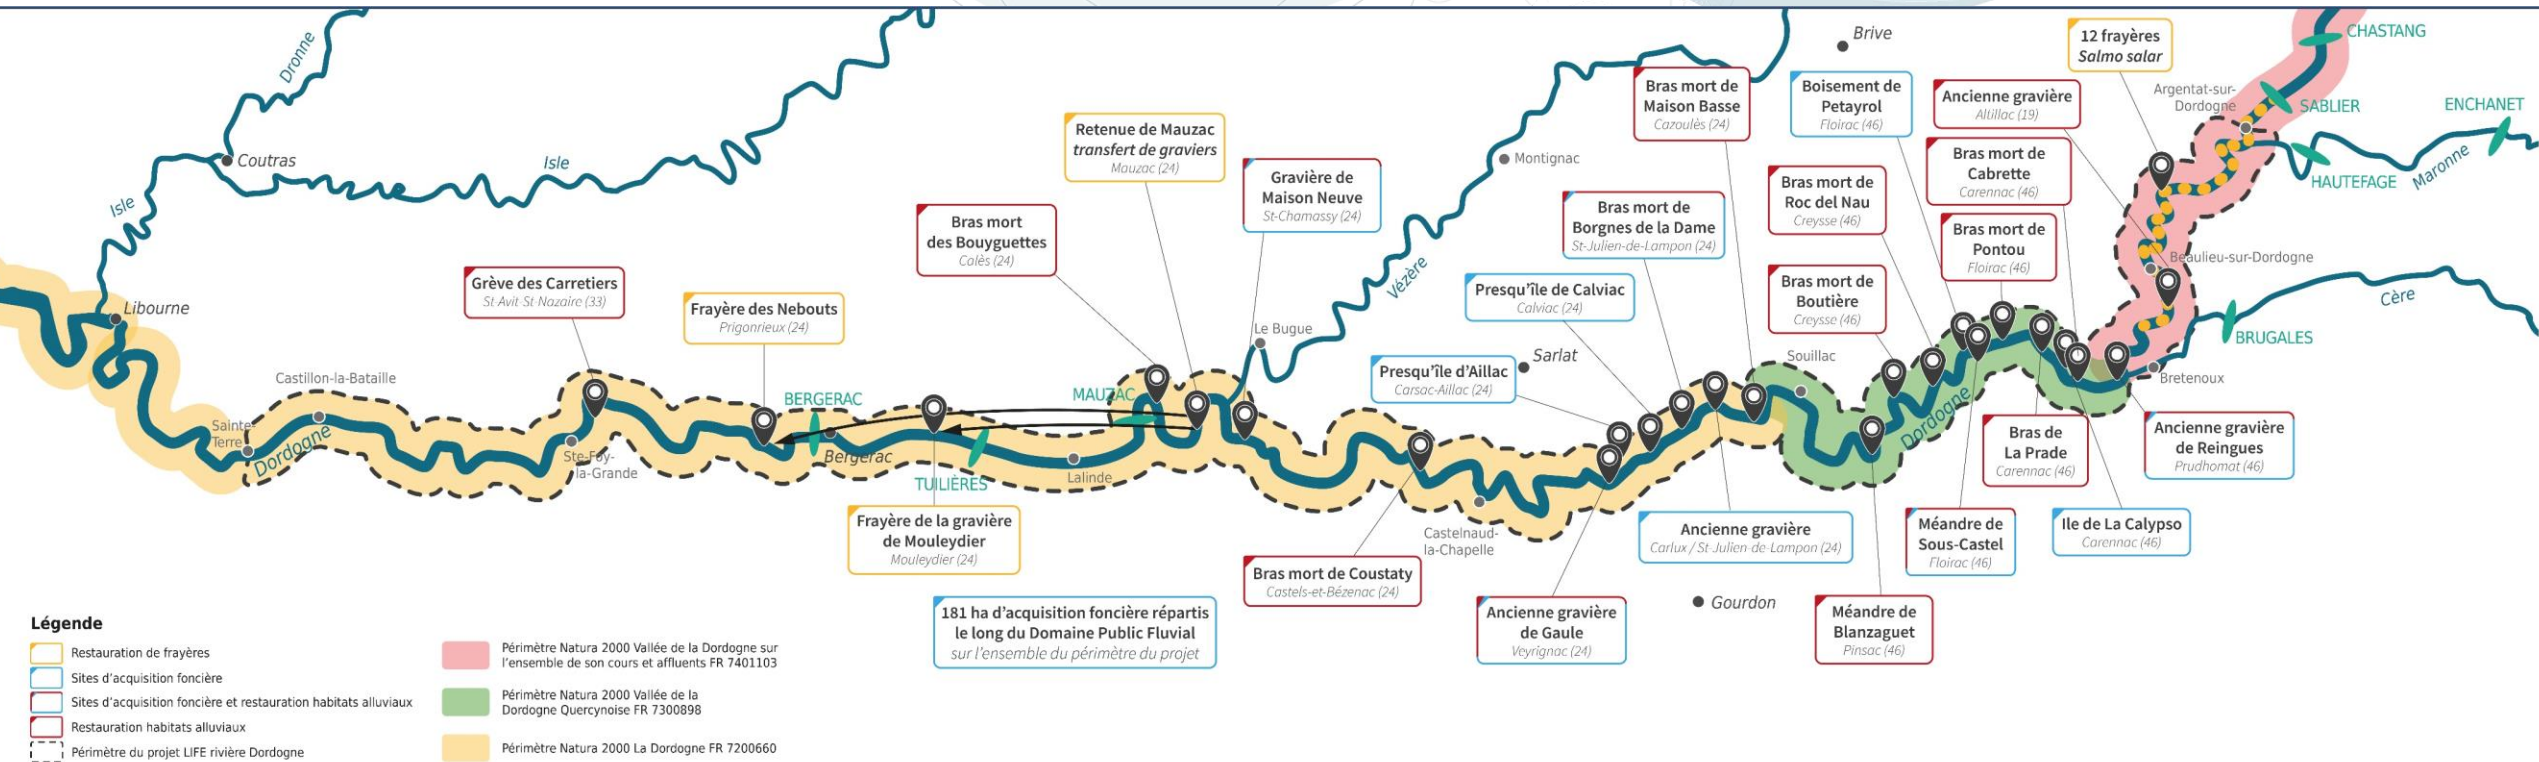 Dronne
Coutras
Isle
Isle
Libourne
Sainte-
Terre
Dordogne
Castillon-la-Bataille
Grève des Carretiers
St-Avit-St-Nazaire (33)
Ste-Foy-
la-Grande
Frayère des Nebouts
Prigonrieux (24)
BERGERAC
Bergerac
TUILIÈRES
Frayère de la gravière
de Mouleydier
Mouleydier (24)
Bras mort
des Bouyguettes
Calès (24)
Retenue de Mauzac
transfert de graviers
Mauzac (24)
MAUZAC
Lalinde
Gravière de
Maison Neuve
St-Chamassy (24)
Le Bugue
Vézère
Montignac
Bras mort de Coustaty
Castels-et-Bézenac (24)
Castelnaud-
la-Chapelle
Presqu’île d’Aillac
Carsac-Aillac (24)
Sarlat
Presqu’île de Calviac
Calviac (24)
Bras mort de
Borgnes de la Dame
St-Julien-de-Lampon (24)
Bras mort de
Maison Basse
Cazoulès (24)
Ancienne gravière
de Gaule
Veyrignac (24)
Ancienne gravière
Carlux / St-Julien-de-Lampon (24)
Gourdon
Brive
Boisement de
Petayrol
Floirac (46)
Bras mort de
Roc del Nau
Creysse (46)
Bras mort de
Boutière
Creysse (46)
Souillac
Dordogne
Méandre de
Blanzaguet
Pinsac (46)
Méandre de
Sous-Castel
Floirac (46)
Ancienne gravière
Altillac (19)
Bras mort de
Cabrette
Carennac (46)
Bras mort de
Pontou
Floirac (46)
Bras de
La Prade
Carennac (46)
Ile de La Calypso
Carennac (46)
Ancienne gravière
de Reingues
Prudhomat (46)
12 frayères
Salmo salar
Argentat-sur-
Dordogne
CHASTANG
SABLIER
ENCHANET
HAUTEFAGE
Maronne
Beaulieu-sur-Dordogne
Cère
BRUGALES
Bretenoux
181 ha d’acquisition foncière répartis
le long du Domaine Public Fluvial
sur l’ensemble du périmètre du projet
Légende
Restauration de frayères
Sites d’acquisition foncière
Sites d’acquisition foncière et restauration habitats alluviaux
Restauration habitats alluviaux
Périmètre du projet LIFE rivière Dordogne
Périmètre Natura 2000 Vallée de la Dordogne sur
l’ensemble de son cours et affluents FR 7401103
Périmètre Natura 2000 Vallée de la
Dordogne Quercynoise FR 7300898
Périmètre Natura 2000 La Dordogne FR 7200660